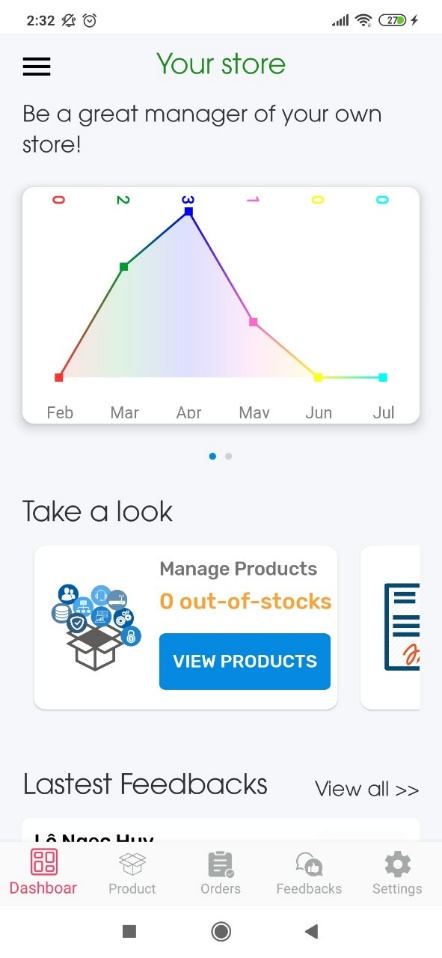 2:32
27
Your store
Be a great manager of your own
store!
0 2 3 1 0 0
Feb Mar Apr May Jun Jul
Take a look
Manage Products
0 out-of-stocks
VIEW PRODUCTS
Lastest Feedbacks
View all >>
Lê Ngọc Huy
Dashboar
Product
Orders
Feedbacks
Settings